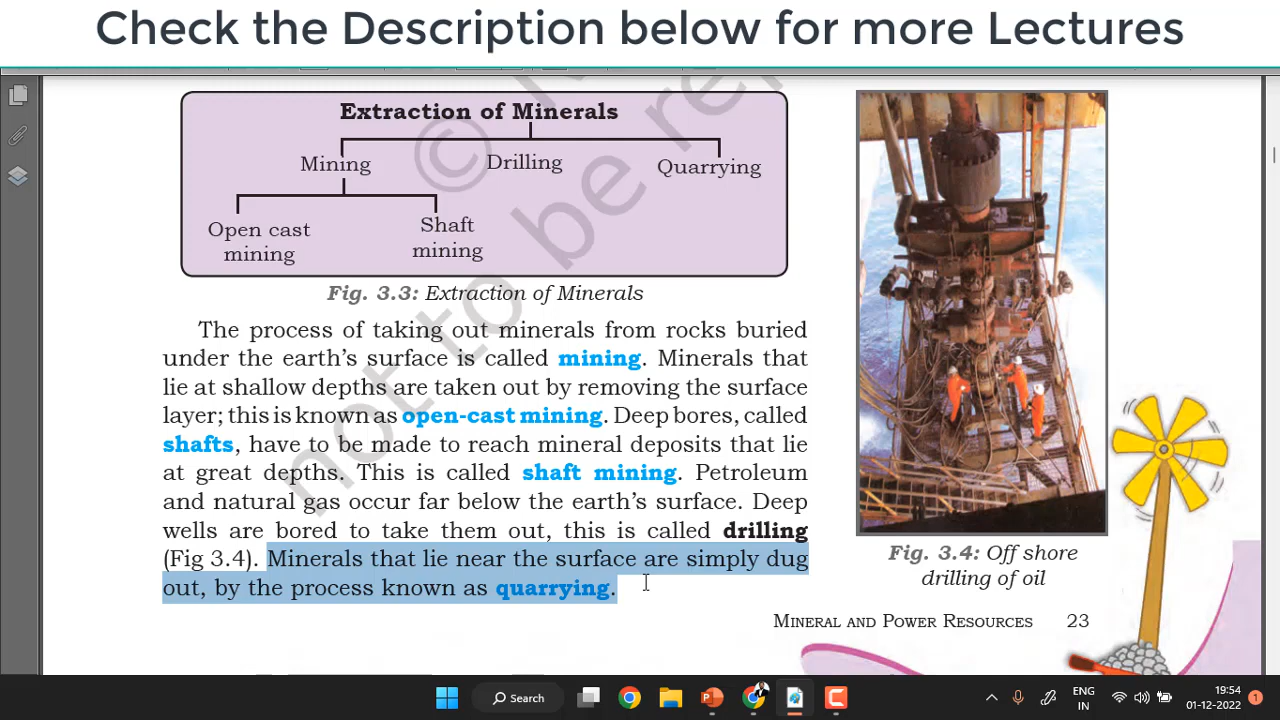 Check the Description below for more Lectures
Extraction of Minerals
Mining
Drilling
Quarrying
Open cast
mining
Shaft
mining
Fig. 3.3: Extraction of Minerals
The process of taking out minerals from rocks buried
under the earth's surface is called mining. Minerals that
lie at shallow depths are taken out by removing the surface
layer; this is known as open-cast mining. Deep bores, called
shafts, have to be made to reach mineral deposits that lie
at great depths. This is called shaft mining. Petroleum
and natural gas occur far below the earth's surface. Deep
wells are bored to take them out, this is called drilling
(Fig 3.4). Minerals that lie near the surface are simply dug
out, by the process known as quarrying.
Fig. 3.4: Off shore
drilling of oil
MINERAL AND POWER RESOURCES 23
© 
not to be re
Search
ENG
IN
19:54
01-12-2022
1